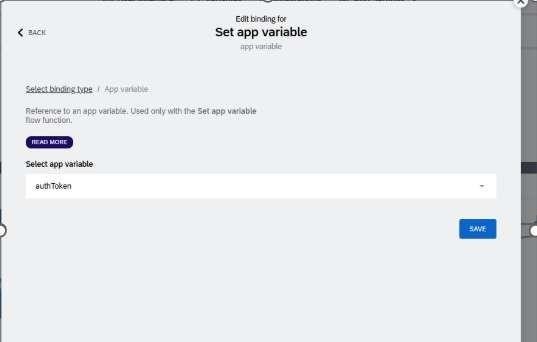 Edit binding for
BACK
Set app variable
app variable
Select binding type / App variable
Reference to an app variable. Used only with the Set app variable
flow function.
READ MORE
Select app variable
authToken
SAVE